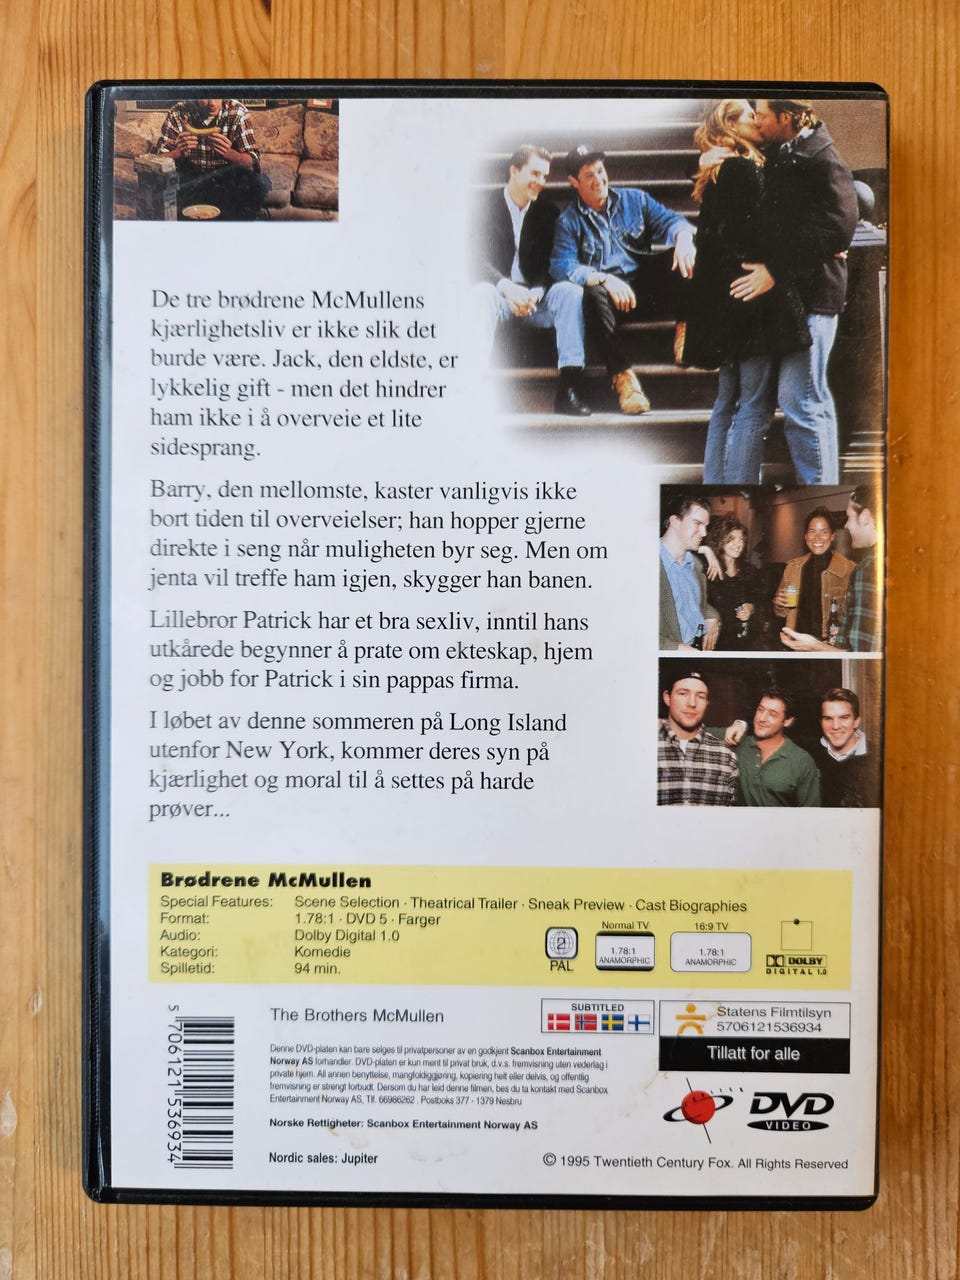 De tre brødrene McMullens
kjærlighetsliv er ikke slik det
burde være. Jack, den eldste, er
lykkelig gift - men det hindrer
ham ikke i å overveie et lite
sidesprang.
Barry, den mellomste, kaster vanligvis ikke
bort tiden til overveielser; han hopper gjerne
direkte i seng når muligheten byr seg. Men om
jenta vil treffe ham igjen, skygger han banen.
Lillebror Patrick har et bra sexliv, inntil hans
utkårede begynner å prate om ekteskap, hjem
og jobb for Patrick i sin pappas firma.
I løbet av denne sommeren på Long Island
utenfor New York, kommer deres syn på
kjærlighet og moral til å settes på harde
prøver...
Brødrene McMullen
Special Features: Scene Selection · Theatrical Trailer · Sneak Preview · Cast Biographies
Format: 1.78:1 · DVD 5 · Farger
Audio: Dolby Digital 1.0
Kategori: Komedie
Spilletid: 94 min.
2
PAL
Normal TV
1.78:1
ANAMORPHIC
16:9 TV
1.78:1
ANAMORPHIC
DOLBY
DIGITAL 1.0
5 706121 536934
The Brothers McMullen
SUBTITLED
Statens Filmtilsyn
5706121536934
Tillatt for alle
Denne DVD-platen kan bare selges til privatpersoner av en godkjent Scanbox Entertainment
Norway AS forhandler. DVD-platen er kun ment til privat bruk, d.v.s. fremvisning uten vederlag i
private hjem. All annen benyttelse, mangfoldiggjøring, kopiering helt eller delvis, og offentlig
fremvisning er strengt forbudt. Dersom du har leid denne filmen, bes du ta kontakt med Scanbox
Entertainment Norway AS, Tlf. 66986262 . Postboks 377 - 1379 Nesbru
Norske Rettigheter: Scanbox Entertainment Norway AS
DVD
VIDEO
Nordic sales: Jupiter
© 1995 Twentieth Century Fox. All Rights Reserved